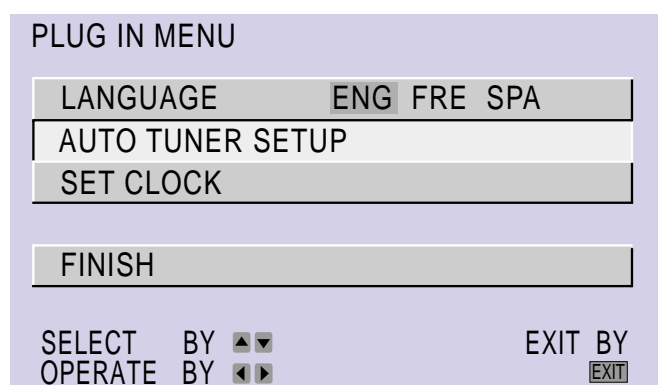 PLUG IN MENU
LANGUAGE ENG FRE SPA
AUTO TUNER SETUP
SET CLOCK
FINISH
SELECT BY ▲▼ EXIT BY
OPERATE BY ◀▶ EXIT